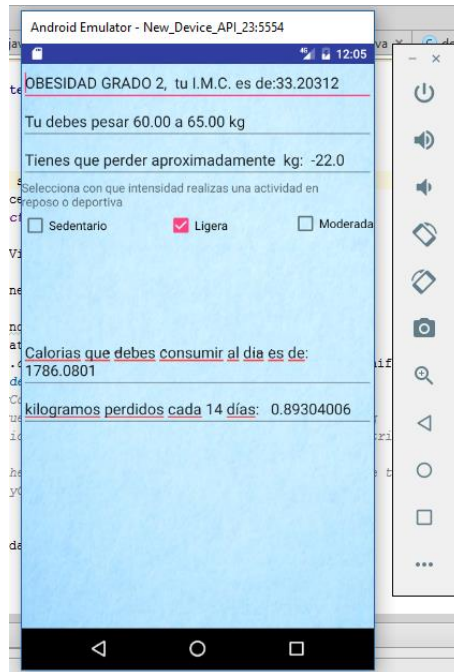 Android Emulator - New_Device_API_23:5554
12:05
OBESIDAD GRADO 2, tu I.M.C. es de:33.20312
Tu debes pesar 60.00 a 65.00 kg
Tienes que perder aproximadamente kg: -22.0
Selecciona con que intensidad realizas una actividad en
reposo o deportiva
Sedentario Ligera Moderada
Calorias que debes consumir al dia es de:
1786.0801
kilogramos perdidos cada 14 días: 0.89304006